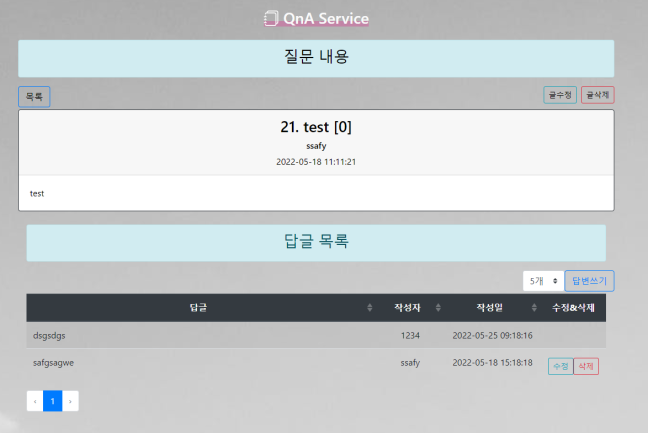 QnA Service
질문 내용
목록 글수정 글삭제
21. test [0]
ssafy
2022-05-18 11:11:21
test
답글 목록
5개 답변쓰기
답글 작성자 작성일 수정&삭제
dsgsdgs 1234 2022-05-25 09:18:16
safgsagwe ssafy 2022-05-18 15:18:18 수정 삭제
‹ 1 ›